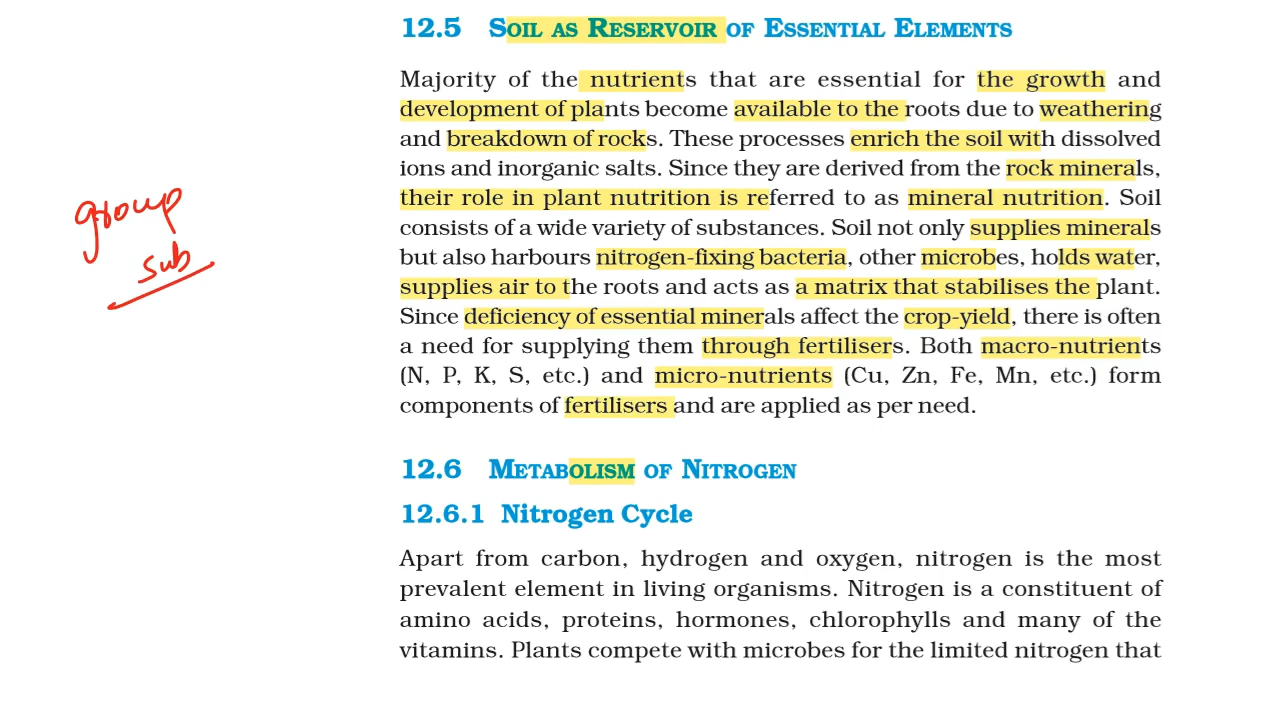 12.5 Soil as Reservoir of Essential Elements
Majority of the nutrients that are essential for the growth and
development of plants become available to the roots due to weathering
and breakdown of rocks. These processes enrich the soil with dissolved
ions and inorganic salts. Since they are derived from the rock minerals,
their role in plant nutrition is referred to as mineral nutrition. Soil
consists of a wide variety of substances. Soil not only supplies minerals
but also harbours nitrogen-fixing bacteria, other microbes, holds water,
supplies air to the roots and acts as a matrix that stabilises the plant.
Since deficiency of essential minerals affect the crop-yield, there is often
a need for supplying them through fertilisers. Both macro-nutrients
(N, P, K, S, etc.) and micro-nutrients (Cu, Zn, Fe, Mn, etc.) form
components of fertilisers and are applied as per need.
group
sub
12.6 Metabolism of Nitrogen
12.6.1 Nitrogen Cycle
Apart from carbon, hydrogen and oxygen, nitrogen is the most
prevalent element in living organisms. Nitrogen is a constituent of
amino acids, proteins, hormones, chlorophylls and many of the
vitamins. Plants compete with microbes for the limited nitrogen that